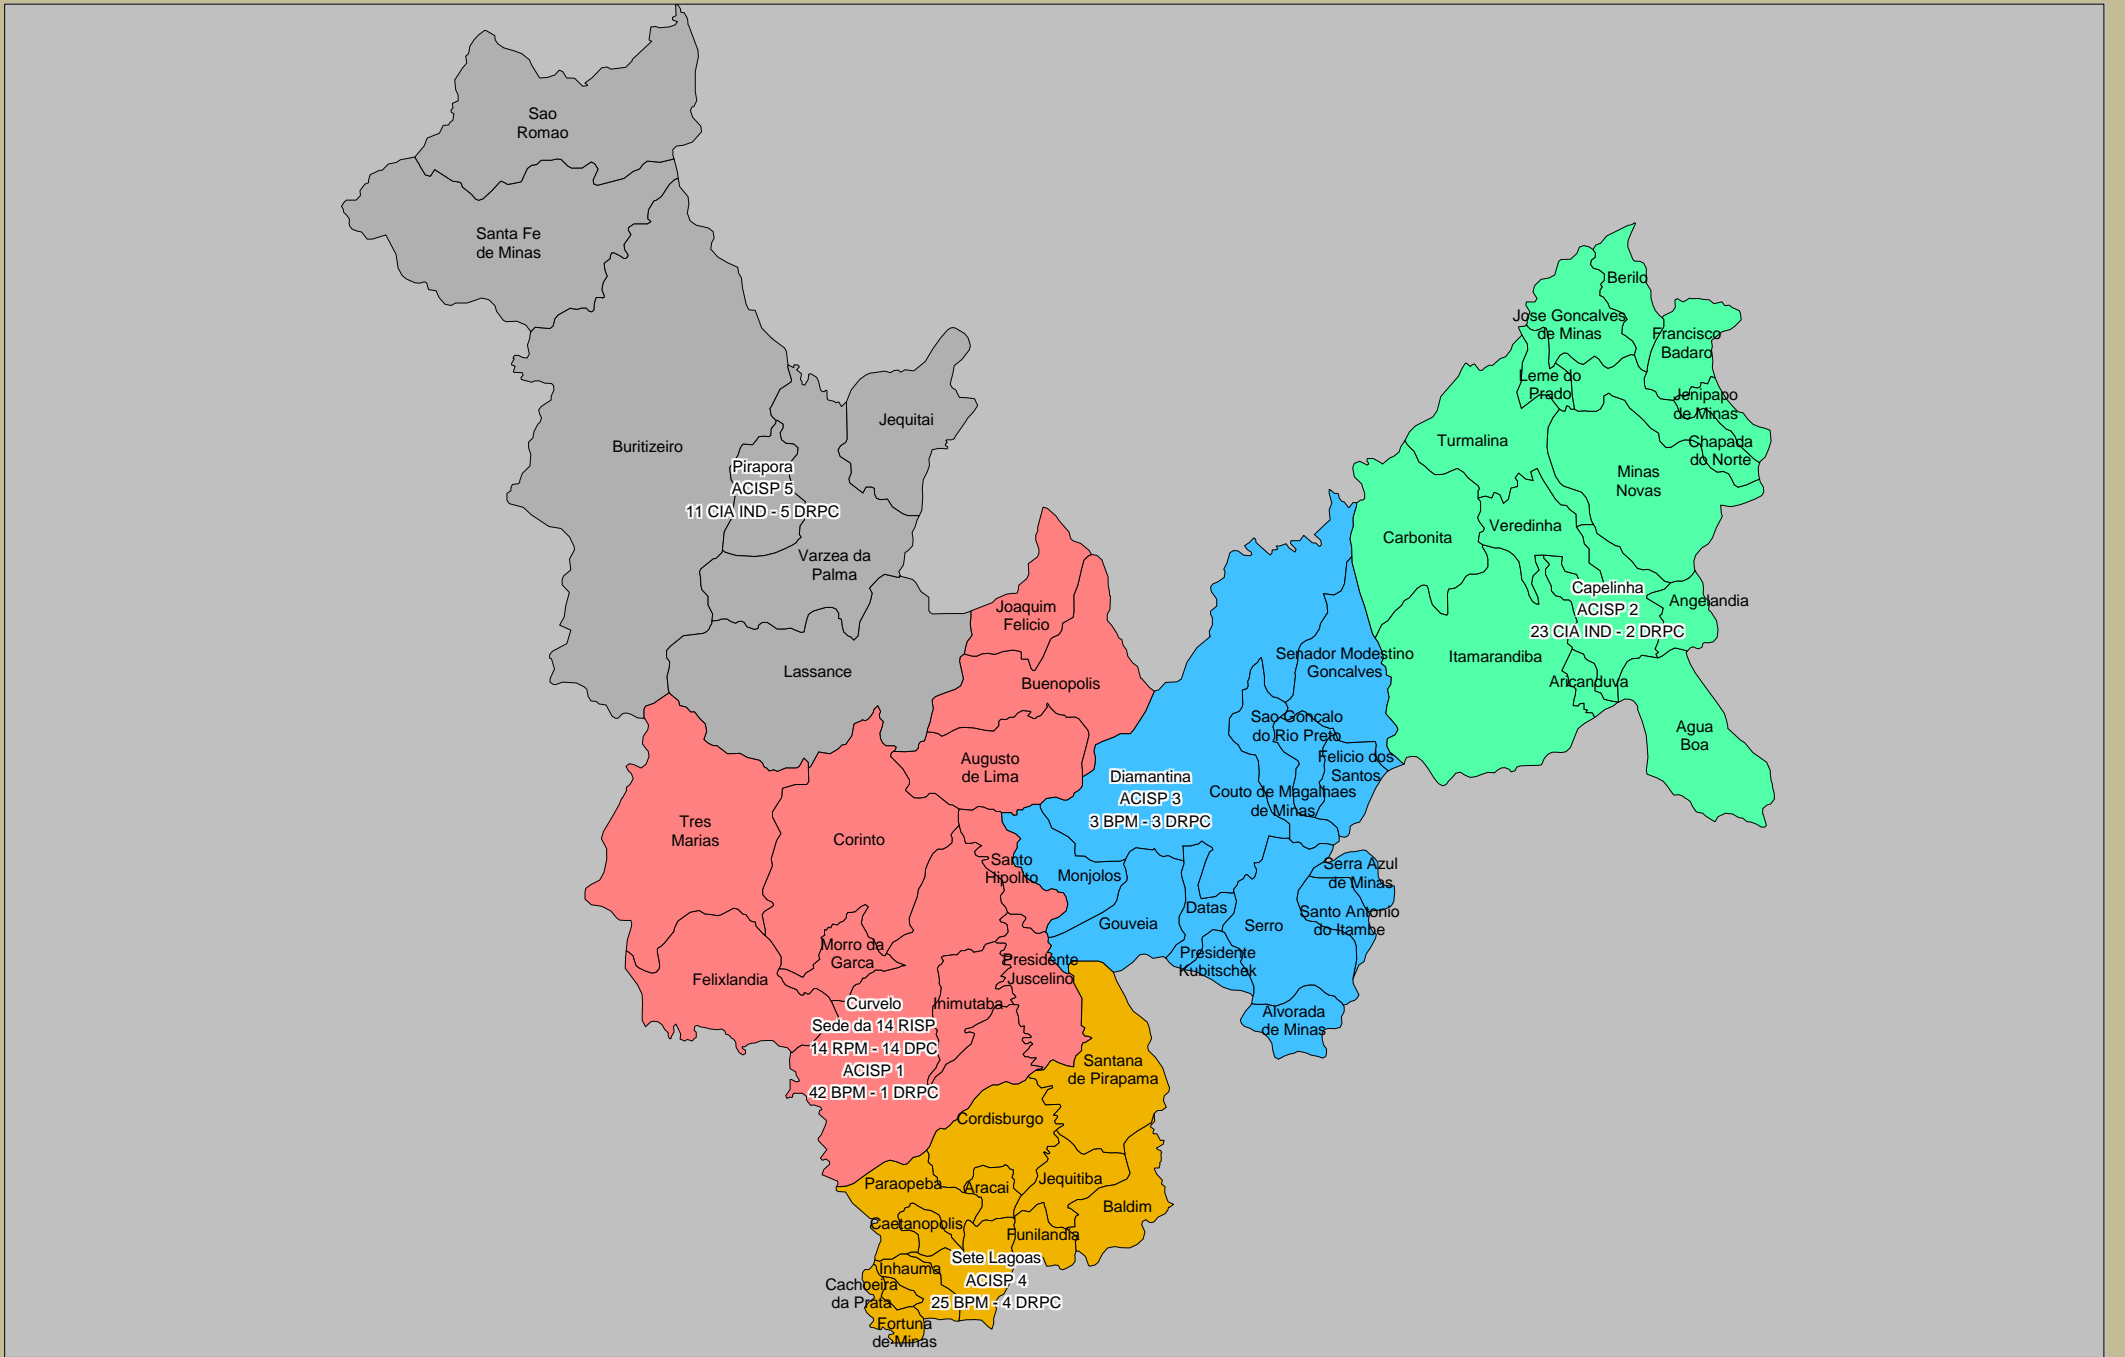 Sao
Romao
Santa Fe
de Minas
Buritizeiro
Jequitai
Pirapora
ACISP 5
11 CIA IND - 5 DRPC
Varzea da
Palma
Lassance
Berilo
Jose Goncalves
de Minas
Francisco
Badaro
Leme do
Prado
Jenipapo
de Minas
Chapada
do Norte
Turmalina
Minas
Novas
Veredinha
Carbonita
Capelinha
ACISP 2
23 CIA IND - 2 DRPC
Angelandia
Itamarandiba
Aricanduva
Agua
Boa
Joaquim
Felicio
Buenopolis
Augusto
de Lima
Tres
Marias
Corinto
Santo
Hipolito
Morro da
Garca
Felixlandia
Presidente
Juscelino
Inimutaba
Curvelo
Sede da 14 RISP
14 RPM - 14 DPC
ACISP 1
42 BPM - 1 DRPC
Senador Modestino
Goncalves
Sao Goncalo
do Rio Preto
Felicio dos
Santos
Diamantina
ACISP 3
3 BPM - 3 DRPC
Couto de Magalhaes
de Minas
Monjolos
Gouveia
Datas
Serro
Serra Azul
de Minas
Santo Antonio
do Itambe
Presidente
Kubitschek
Alvorada
de Minas
Santana
de Pirapama
Cordisburgo
Paraopeba
Aracai
Jequitiba
Baldim
Caetanopolis
Funilandia
Sete Lagoas
ACISP 4
25 BPM - 4 DRPC
Inhauma
Cachoeira
da Prata
Fortuna
de Minas